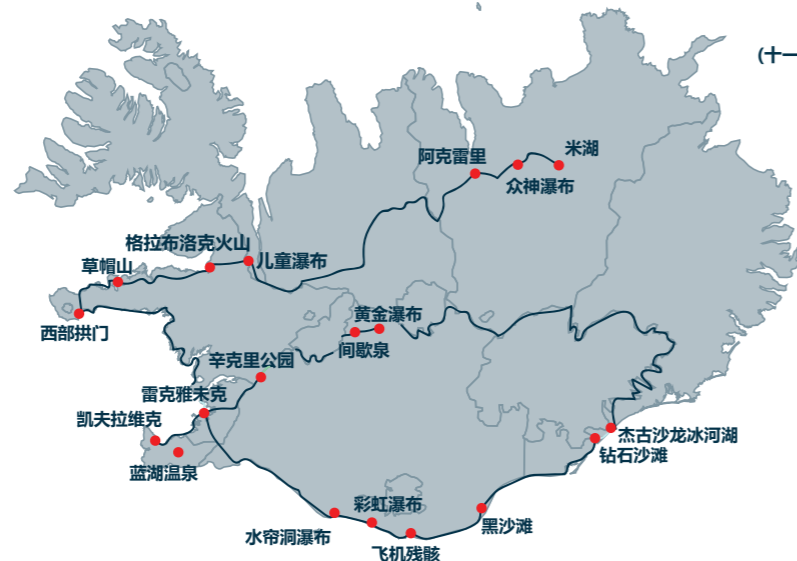 (十一
阿克雷里
米湖
众神瀑布
格拉布洛克火山
儿童瀑布
草帽山
西部拱门
黄金瀑布
间歇泉
辛克里公园
雷克雅未克
凯夫拉维克
蓝湖温泉
杰古沙龙冰河湖
钻石沙滩
彩虹瀑布
黑沙滩
水帘洞瀑布
飞机残骸